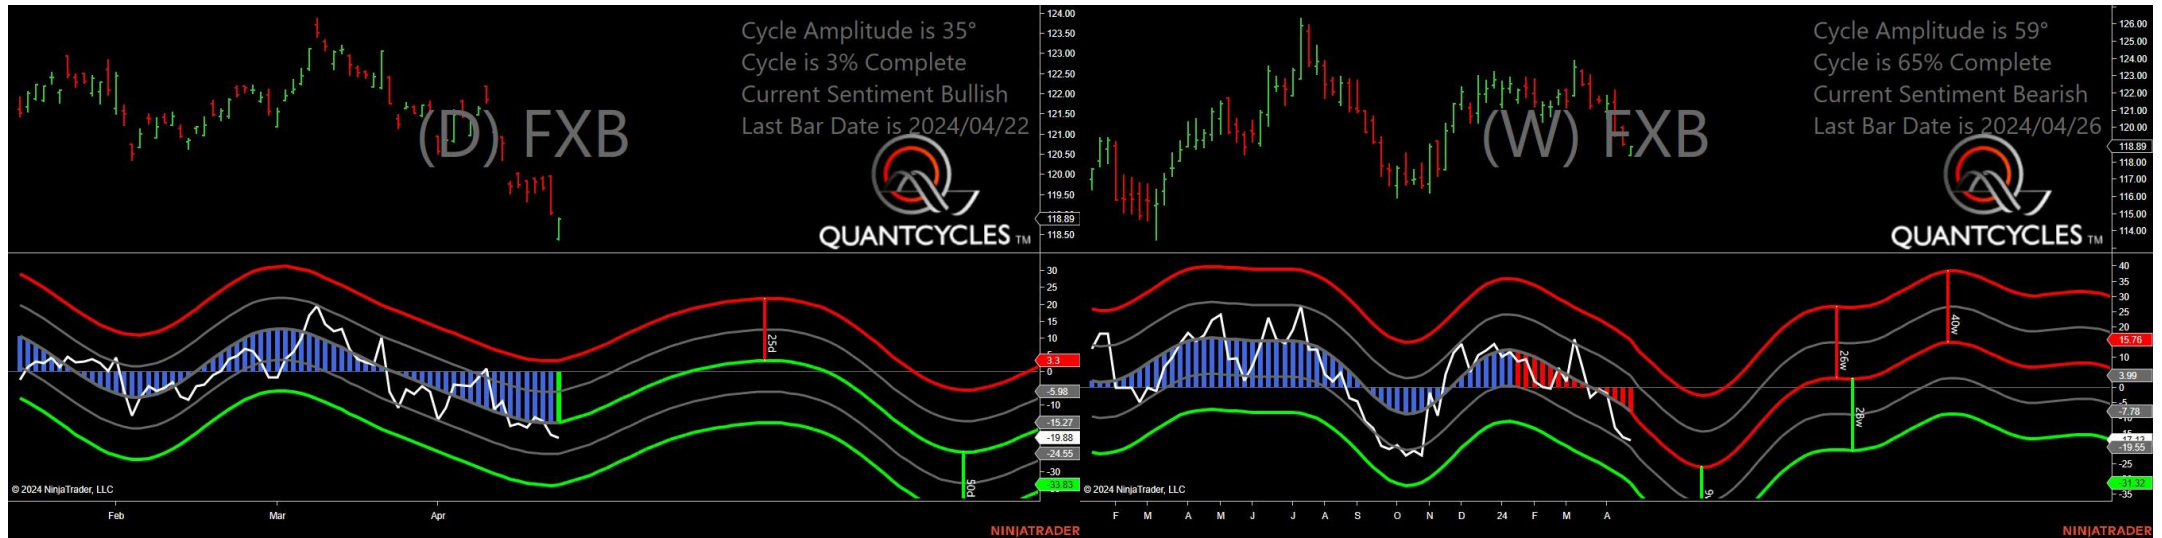 124.00
123.50
123.00
122.50
122.00
121.50
121.00
120.50
120.00
119.50
118.89
118.50
Cycle Amplitude is 35°
Cycle is 3% Complete
Current Sentiment Bullish
Last Bar Date is 2024/04/22
(D) FXB
QUANTCYCLES TM
30
25
20
15
10
5
3.3
0
-5.98
-10
-15.27
-19.88
-24.55
-30
-33.83
25d
50d
© 2024 NinjaTrader, LLC
Feb
Mar
Apr
NINJATRADER
126.00
125.00
124.00
123.00
122.00
121.00
120.00
118.89
118.00
117.00
116.00
115.00
114.00
Cycle Amplitude is 59°
Cycle is 65% Complete
Current Sentiment Bearish
Last Bar Date is 2024/04/26
(W) FXB
QUANTCYCLES TM
40
35
30
25
20
15.76
10
3.99
0
-5
-7.78
-19.55
-25
-31.32
-35
26w
28w
40w
© 2024 NinjaTrader, LLC
F
M
A
M
J
J
A
S
O
N
D
24
F
M
A
NINJATRADER